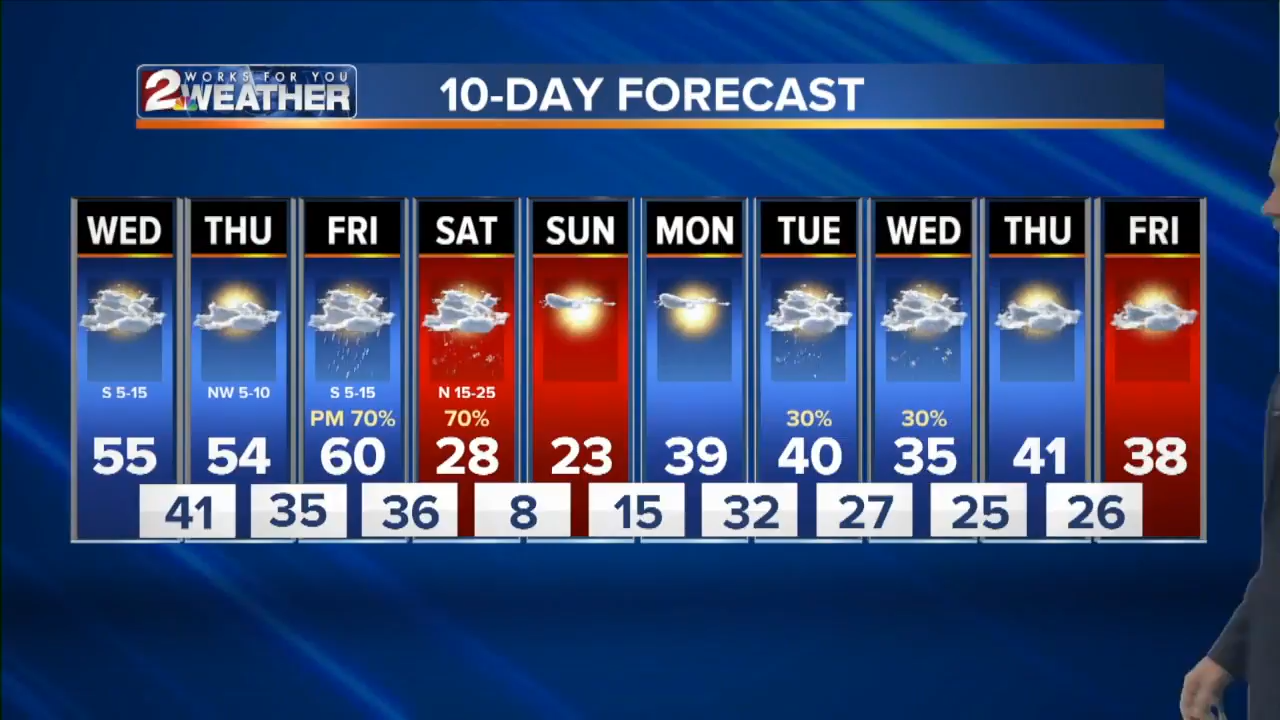 2 WORKS FOR YOU
WEATHER
10-DAY FORECAST
WED THU FRI SAT SUN MON TUE WED THU FRI
S 5-15 NW 5-10 S 5-15 N 15-25
PM 70% 70% 30% 30%
55 54 60 28 23 39 40 35 41 38
41 35 36 8 15 32 27 25 26